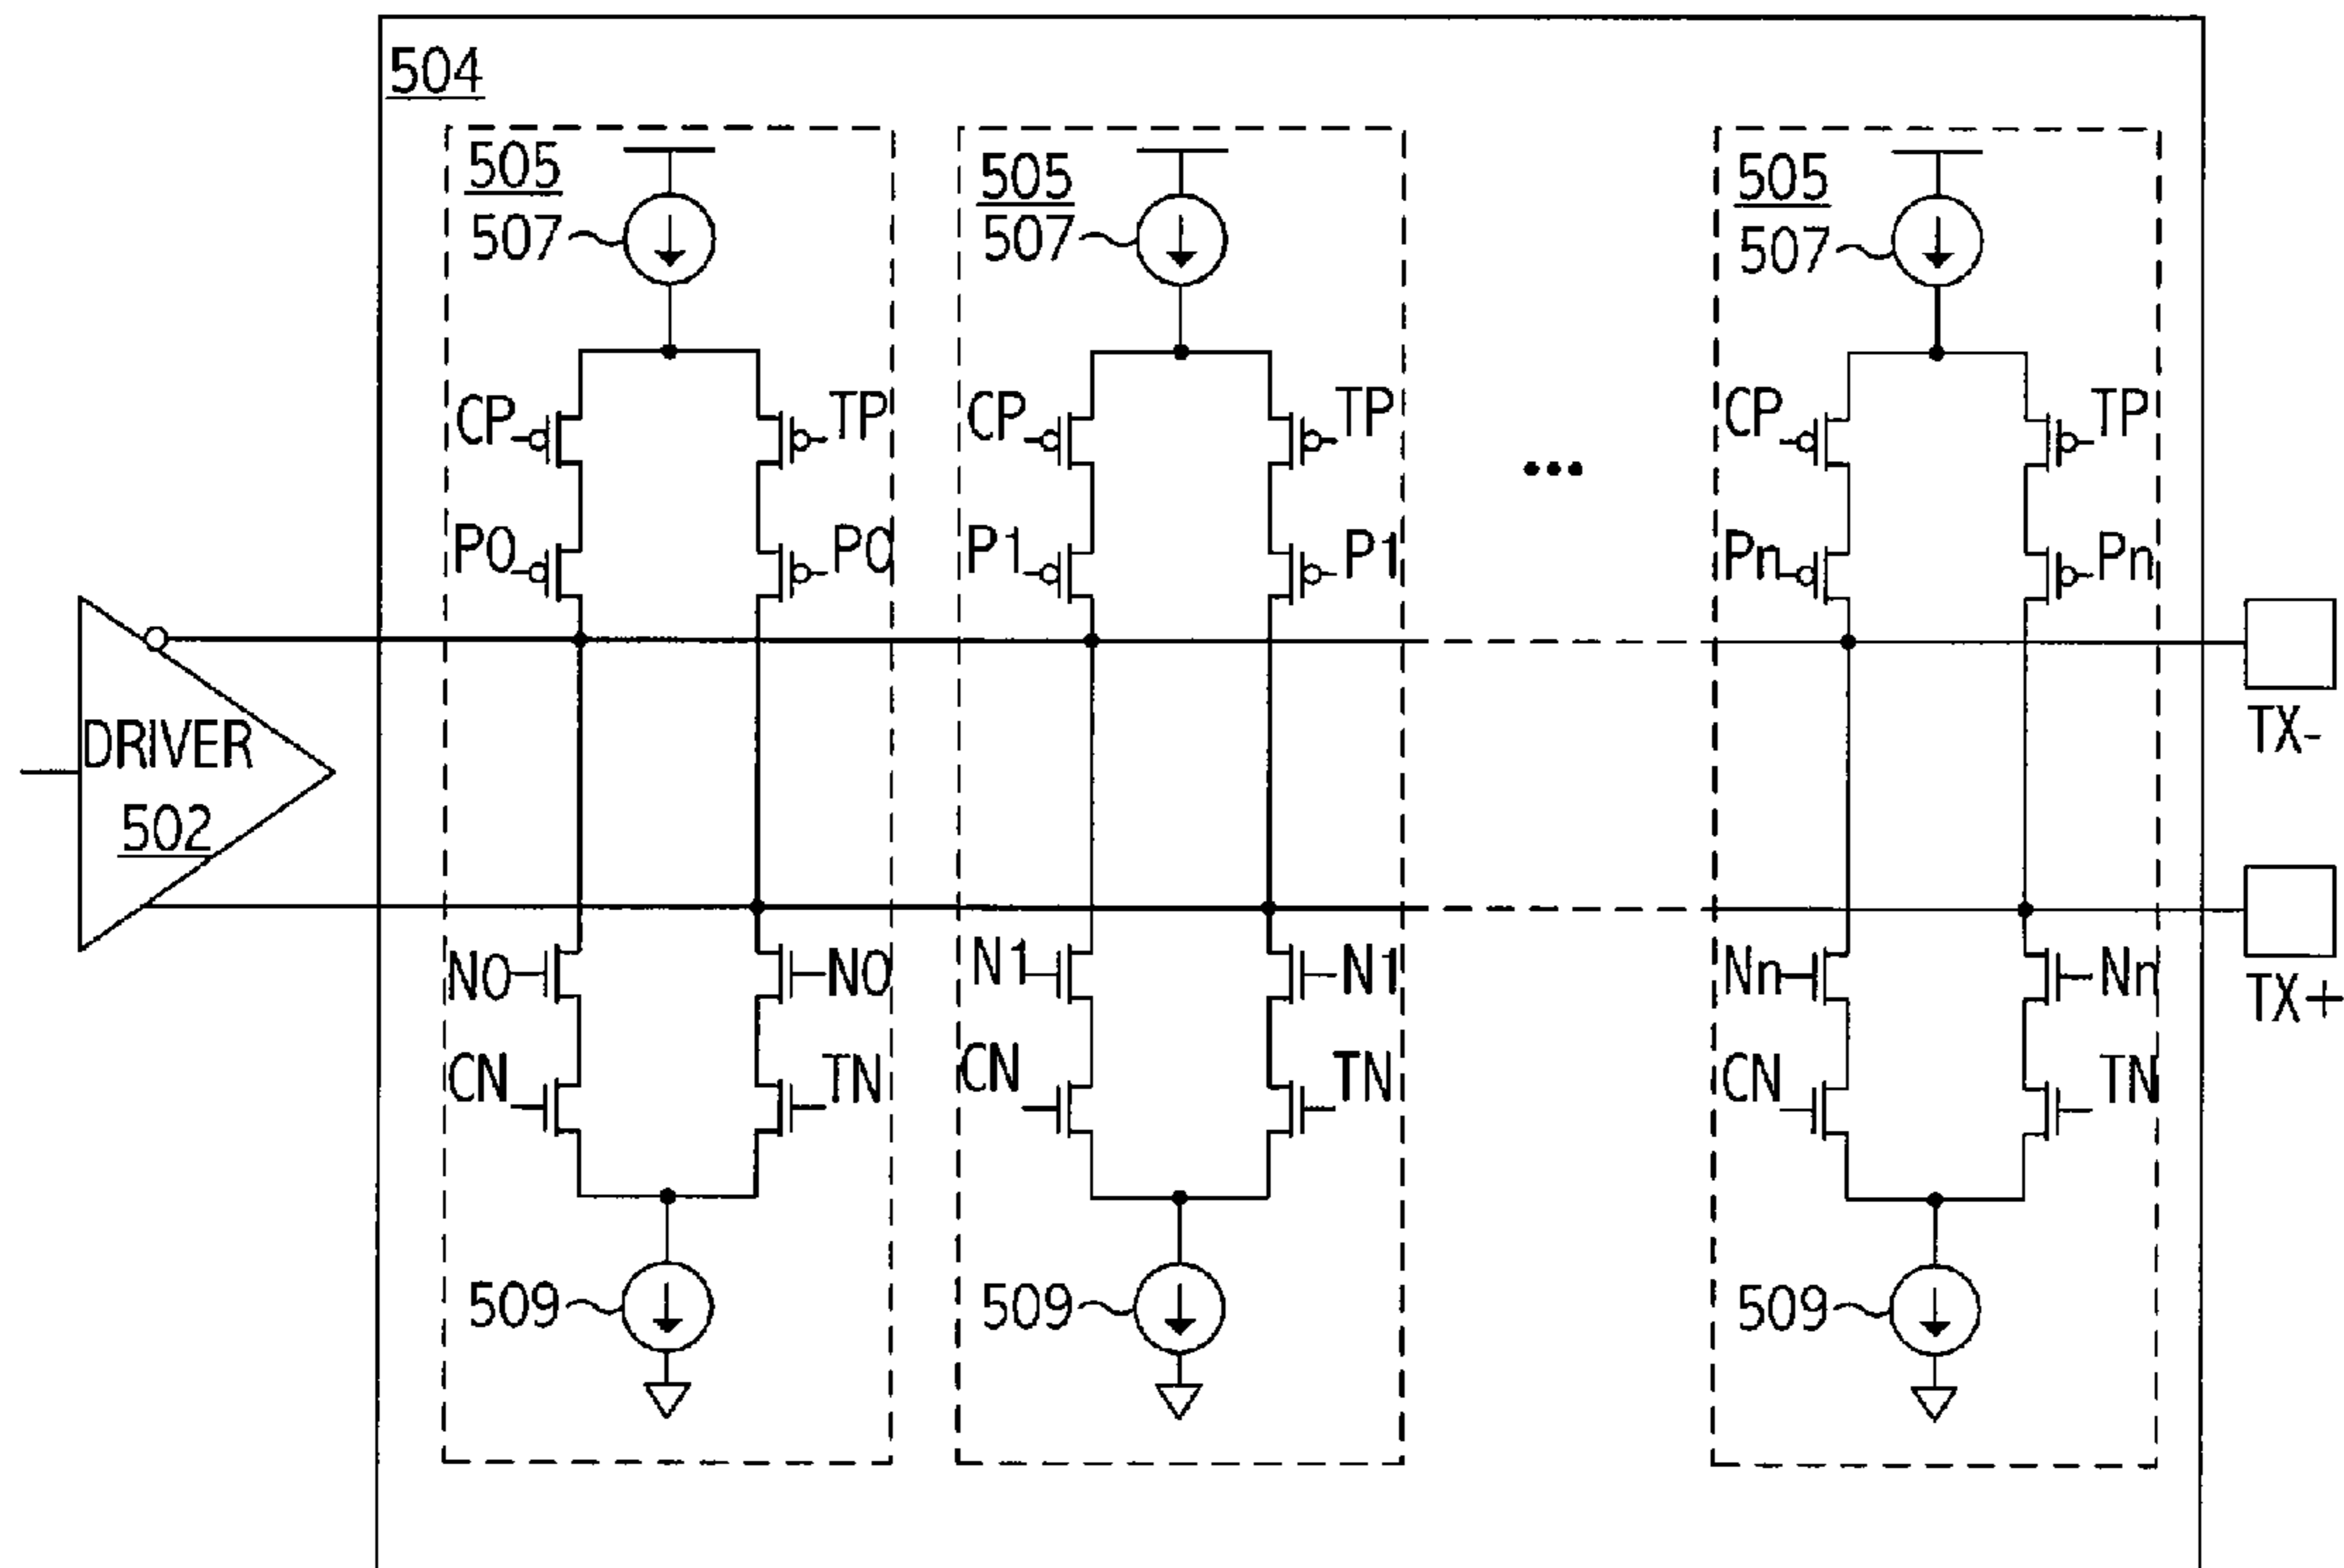 504
505 505 505
507 507 507
CP TP CP TP CP TP
P0 P0 P1 P1 Pn Pn
DRIVER
502
TX-
N0 N0 N1 N1 Nn Nn
TX+
CN TN CN TN CN TN
509 509 509